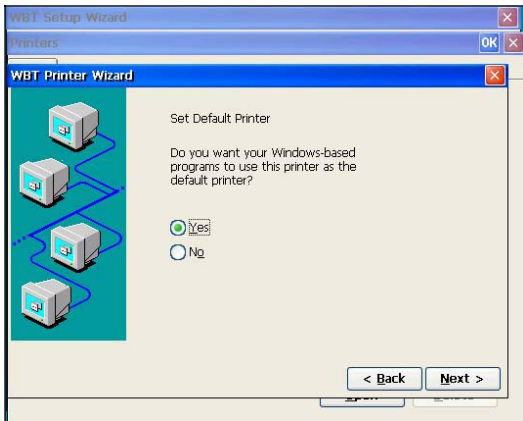 WBT Setup Wizard
Printers
OK
WBT Printer Wizard
Set Default Printer
Do you want your Windows-based
programs to use this printer as the
default printer?
Yes
No
< Back
Next >